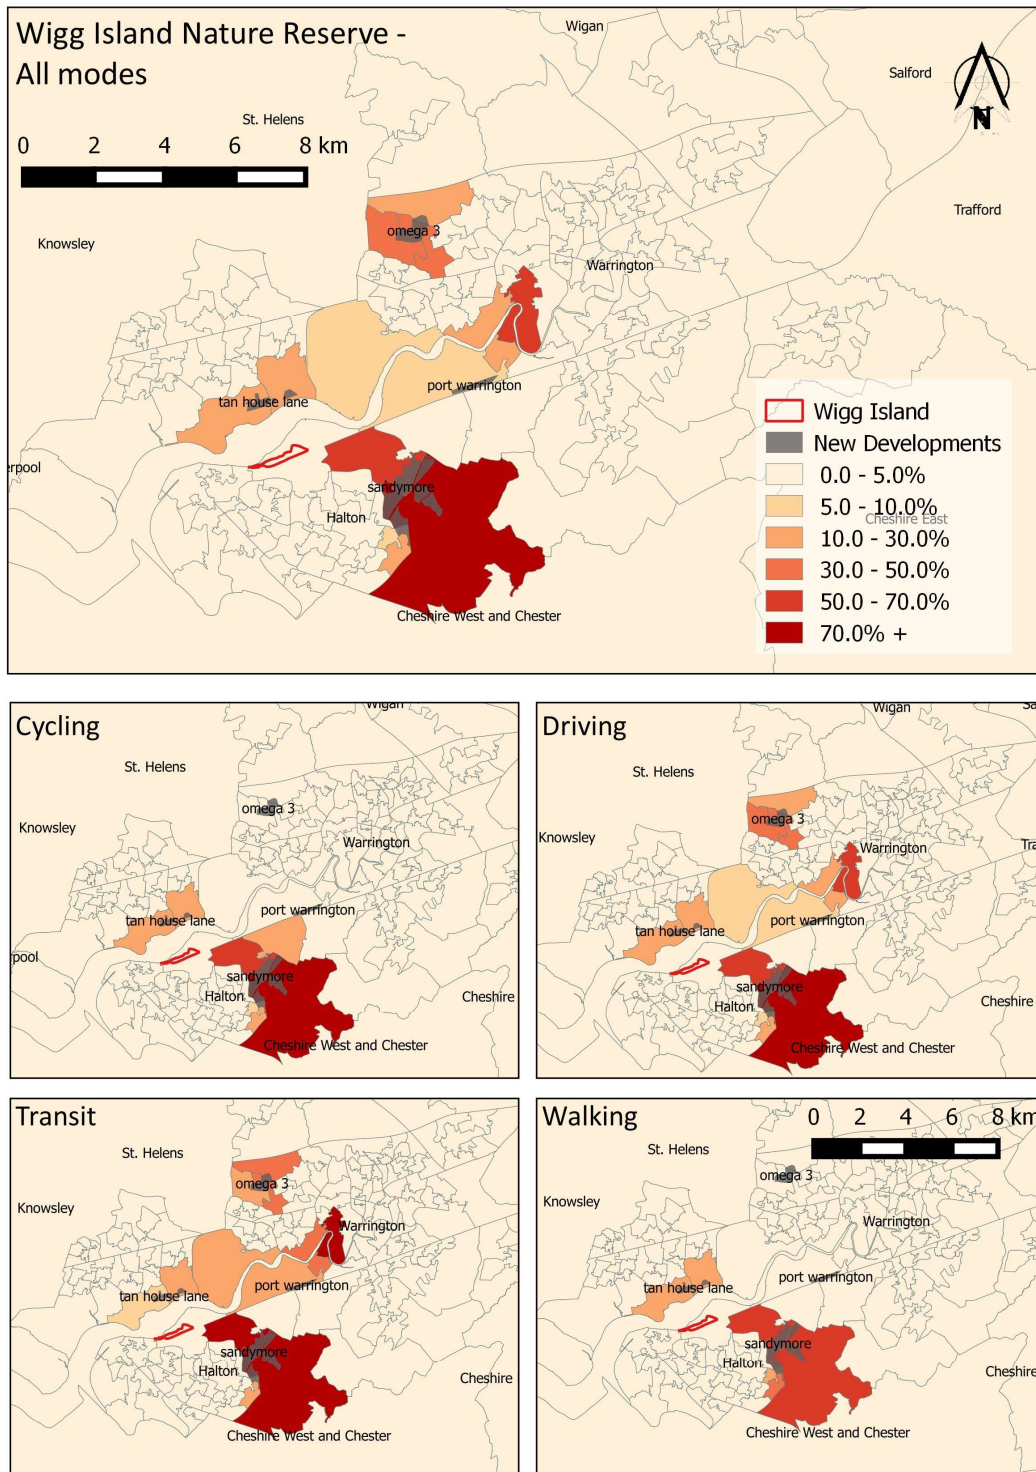 Wigg Island Nature Reserve -
All modes
Wigan
Salford
N
St. Helens
0 2 4 6 8 km
Trafford
Knowsley
omega 3
Warrington
port warrington
tan house lane
Wigg Island
New Developments
0.0 - 5.0%
5.0 - 10.0%
Cheshire East
10.0 - 30.0%
30.0 - 50.0%
50.0 - 70.0%
70.0% +
erpool
sandymore
Halton
Cheshire West and Chester
Cycling
Wigan
St. Helens
Knowsley
omega 3
Warrington
port warrington
tan house lane
pool
sandymore
Halton
Cheshire
Cheshire West and Chester
Driving
Wigan
Sa
St. Helens
omega 3
Knowsley
Warrington
Tra
port warrington
tan house lane
sandymore
Halton
Cheshire
Cheshire West and Chester
Transit
St. Helens
omega 3
Knowsley
Warrington
port warrington
tan house lane
sandymore
Halton
Cheshire
Cheshire West and Chester
Walking
0 2 4 6 8 km
St. Helens
omega 3
Knowsley
Warrington
port warrington
tan house lane
sandymore
Halton
Cheshire
Cheshire West and Chester